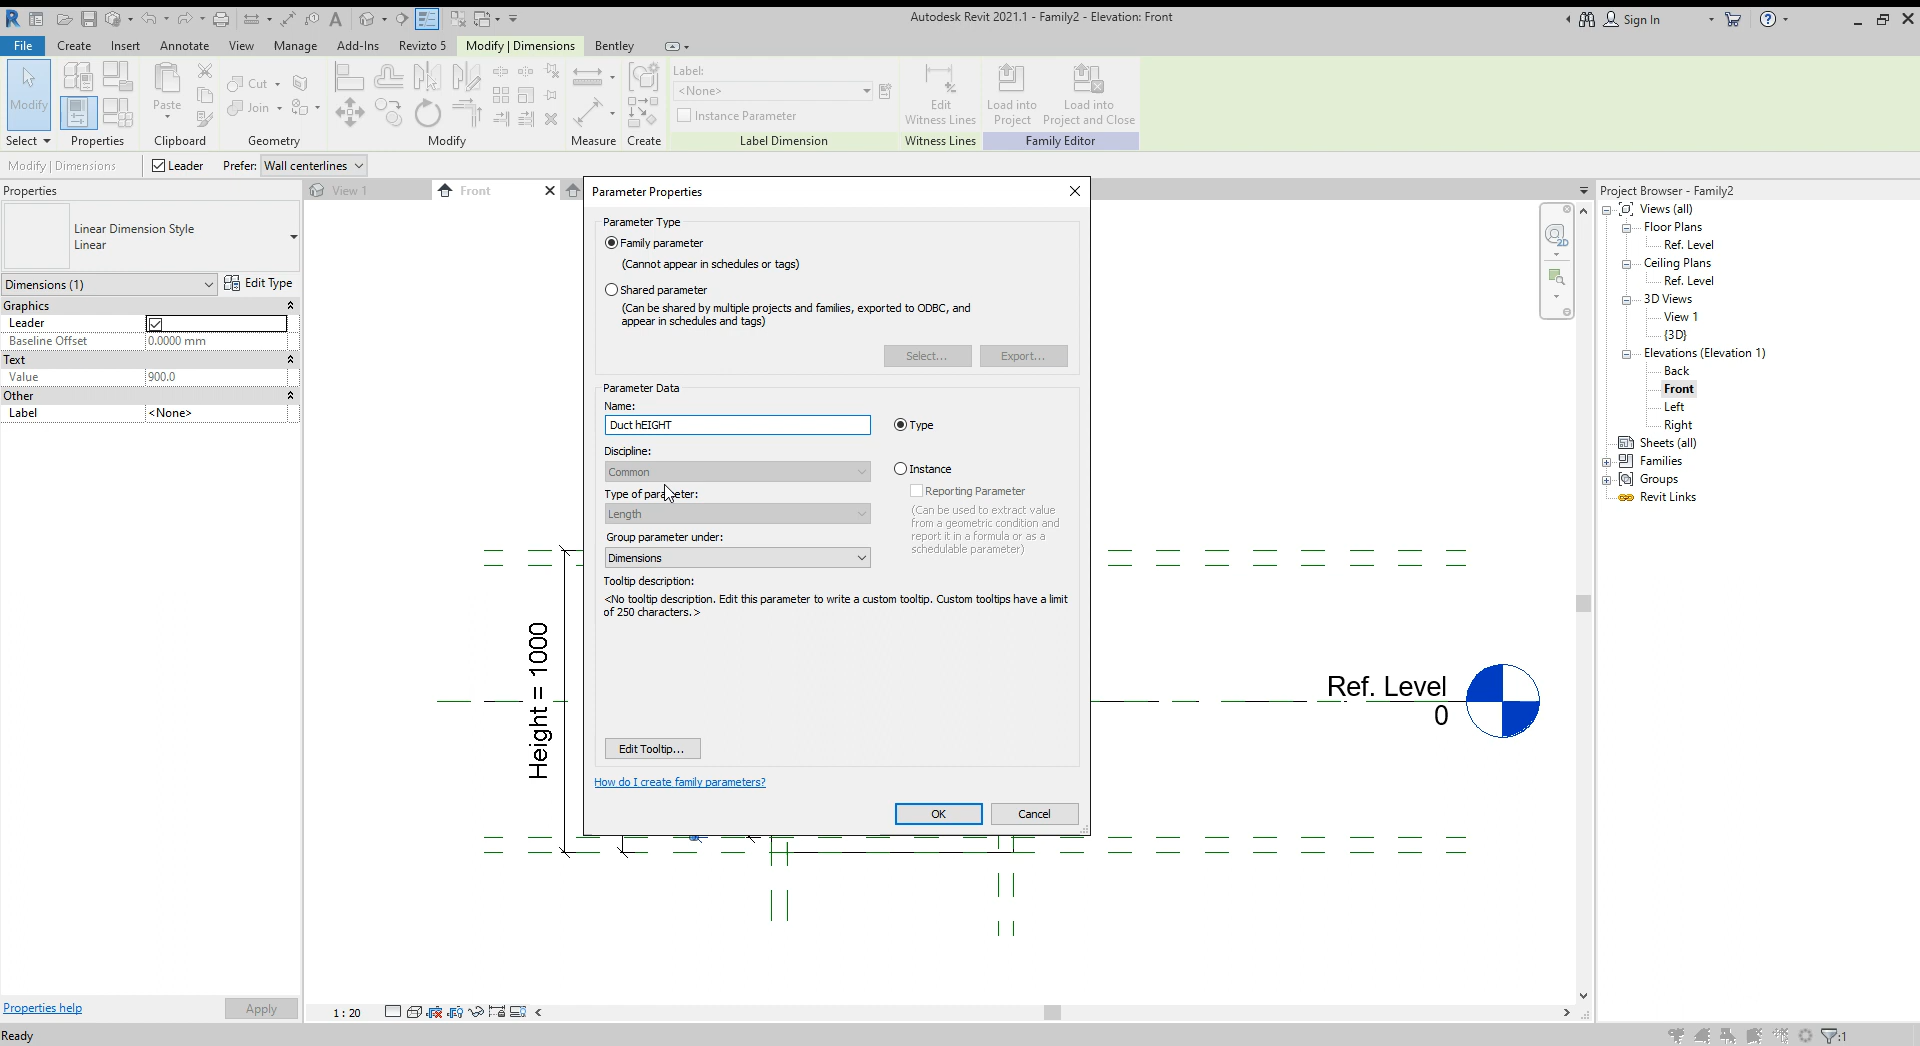 Autodesk Revit 2021.1 - Family2 - Elevation: Front
Sign In
File
Create
Insert
Annotate
View
Manage
Add-Ins
Revizto 5
Modify | Dimensions
Bentley
Modify
Paste
Cut
Join
Label:
<None>
Instance Parameter
Edit
Witness Lines
Load into
Project
Load into
Project and Close
Select
Properties
Clipboard
Geometry
Modify
Measure
Create
Label Dimension
Witness Lines
Family Editor
Modify | Dimensions
Leader
Prefer:
Wall centerlines
Properties
Linear Dimension Style
Linear
Dimensions (1)
Edit Type
Graphics
Leader
Baseline Offset
0.0000 mm
Text
Value
900.0
Other
Label
<None>
Properties help
Apply
Ready
View 1
Front
Parameter Properties
Parameter Type
Family parameter
(Cannot appear in schedules or tags)
Shared parameter
(Can be shared by multiple projects and families, exported to ODBC, and
appear in schedules and tags)
Select...
Export...
Parameter Data
Name:
Duct hEIGHT
Type
Discipline:
Common
Instance
Reporting Parameter
Type of parameter:
Length
(Can be used to extract value
from a geometric condition and
report it in a formula or as a
schedulable parameter)
Group parameter under:
Dimensions
Tooltip description:
<No tooltip description. Edit this parameter to write a custom tooltip. Custom tooltips have a limit
of 250 characters.>
Edit Tooltip...
How do I create family parameters?
OK
Cancel
Height = 1000
Ref. Level
0
2D
1 : 20
Project Browser - Family2
Views (all)
Floor Plans
Ref. Level
Ceiling Plans
Ref. Level
3D Views
View 1
{3D}
Elevations (Elevation 1)
Back
Front
Left
Right
Sheets (all)
Families
Groups
Revit Links
:1